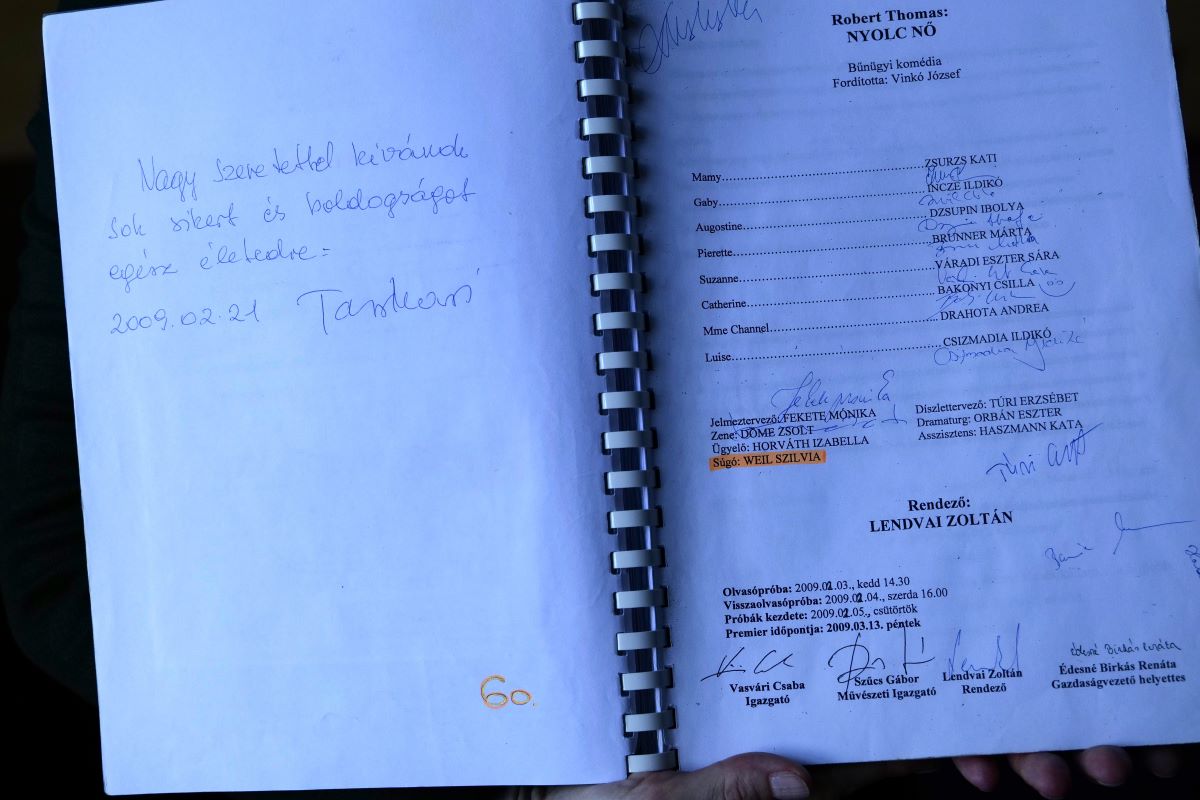 Nagy szeretettel kívánok
sok sikert és boldogságot
egész életedre=
2009.02.21
60.
Robert Thomas:
NYOLC NŐ
Bűnügyi komédia
Fordította: Vinkó József
Mamy....................................................ZSURZS KATI
Gaby....................................................INCZE ILDIKÓ
Augostine....................................................DZSUPIN IBOLYA
Pierette....................................................BRUNNER MÁRTA
Suzanne....................................................VÁRADI ESZTER SÁRA
Catherine....................................................BAKONYI CSILLA
Mme Channel....................................................DRAHOTA ANDREA
Luise....................................................CSIZMADIA ILDIKÓ
Csizmadia Ildikó
Jelmeztervező: FEKETE MÓNIKA
Zene: DÖME ZSOLT
Ügyelő: HORVÁTH IZABELLA
Súgó: WEIL SZILVIA
Díszlettervező: TÚRI ERZSÉBET
Dramaturg: ORBÁN ESZTER
Asszisztens: HASZMANN KATA
Rendező:
LENDVAI ZOLTÁN
Olvasópróba: 2009.02.03., kedd 14.30
Visszaolvasópróba: 2009.02.04., szerda 16.00
Próbák kezdete: 2009.02.05., csütörtök
Premier időpontja: 2009.03.13. péntek
Vasvári Csaba
Igazgató
Szűcs Gábor
Művészeti Igazgató
Lendvai Zoltán
Rendező
Édesné Birkás Renáta
Édesné Birkás Renáta
Gazdaságvezető helyettes